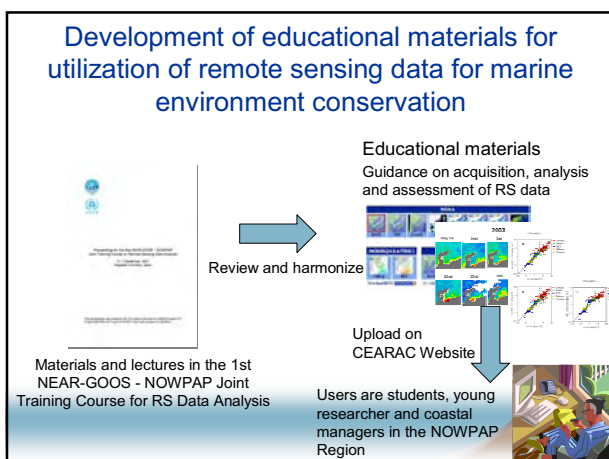 Development of educational materials for
utilization of remote sensing data for marine
environment conservation
Educational materials
Guidance on acquisition, analysis
and assessment of RS data
Review and harmonize
Upload on
CEARAC Website
Materials and lectures in the 1st
NEAR-GOOS - NOWPAP Joint
Training Course for RS Data Analysis
Users are students, young
researcher and coastal
managers in the NOWPAP
Region